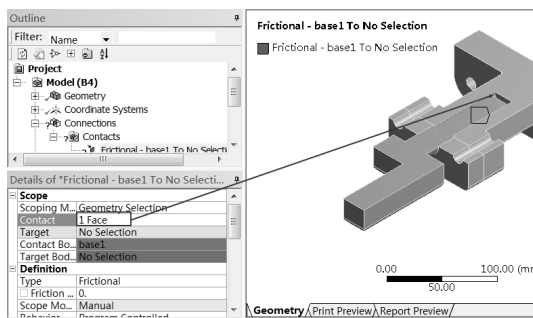 Outline
Filter: Name
Project
Model (B4)
Geometry
Coordinate Systems
Connections
Contacts
Frictional - base1 To No Selecti
Details of "Frictional - base1 To No Selecti...
Scope
Scoping M... Geometry Selection
Contact 1 Face
Target No Selection
Contact Bo... base1
Target Bod... No Selection
Definition
Type Frictional
Friction ... 0.
Scope Mo... Manual
Behavior Program Controlled
Frictional - base1 To No Selection
Frictional - base1 To No Selection
0.00 100.00 (mm
50.00
Geometry Print Preview Report Preview